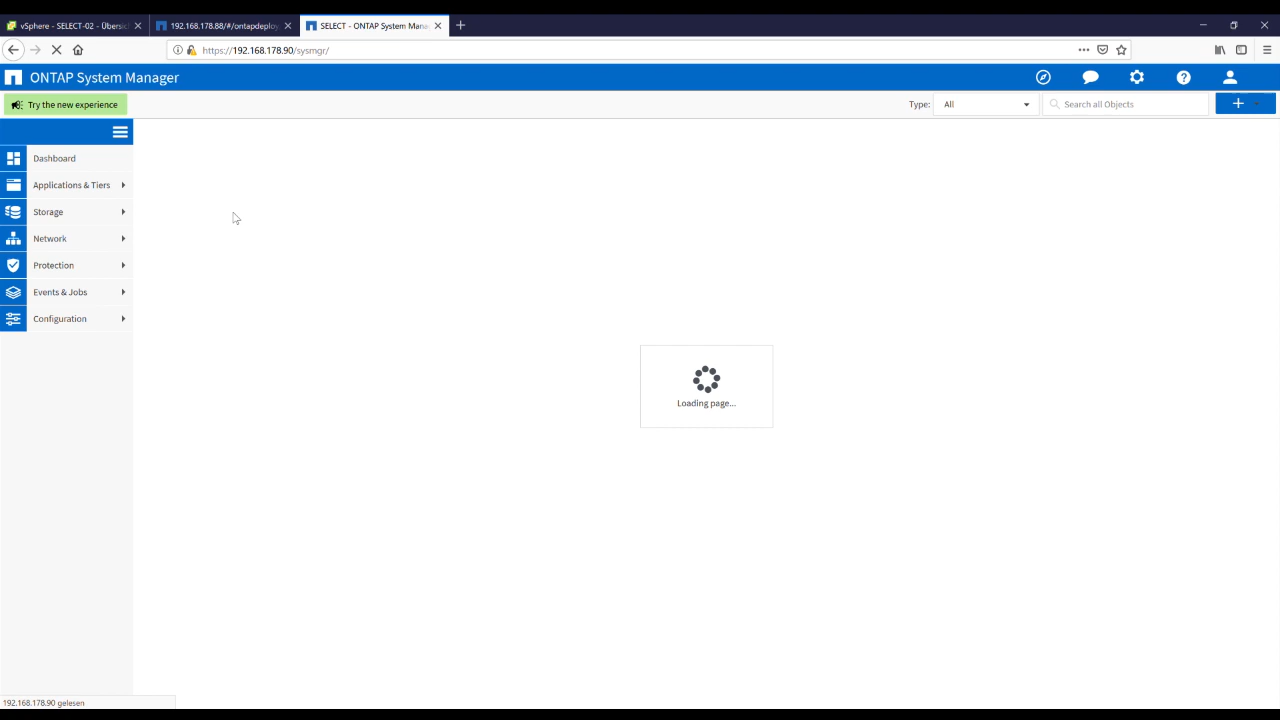 vSphere - SELECT-02 - Übersic
192.168.178.88/#/ontapdeploy
SELECT - ONTAP System Mana
https://192.168.178.90/sysmgr/
ONTAP System Manager
Try the new experience
Type:
All
Search all Objects
Dashboard
Applications & Tiers
Storage
Network
Protection
Events & Jobs
Configuration
Loading page...
192.168.178.90 gelesen